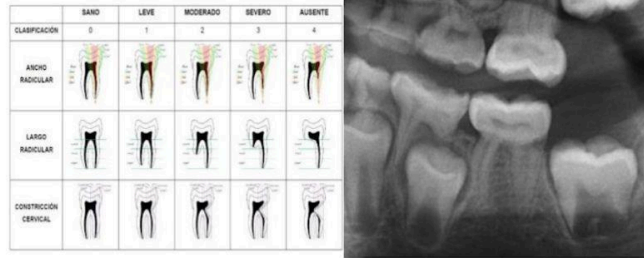 SANO LEVE MODERADO SEVERO AUSENTE
CLASIFICACIÓN 0 1 2 3 4
ANCHO
RADICULAR
LARGO
RADICULAR
CONSTRICCIÓN
CERVICAL